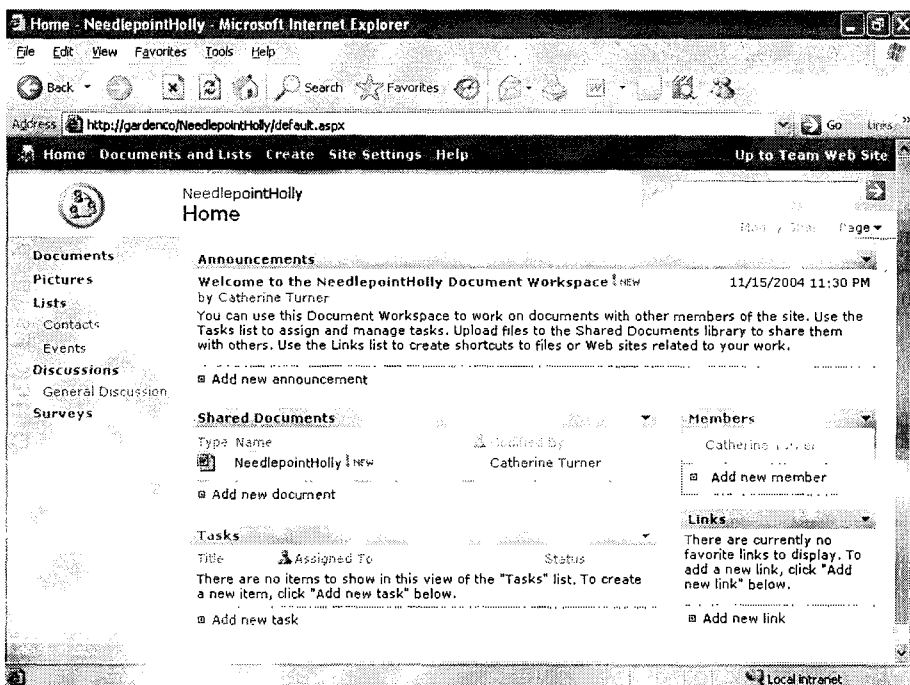 Home - NeedlepointHolly - Microsoft Internet Explorer
File Edit View Favorites Tools Help
Back Search Favorites
Address http://gardenco/NeedlepointHolly/default.aspx Go Links »
Home Documents and Lists Create Site Settings Help Up to Team Web Site
NeedlepointHolly
Home
Page
Documents
Pictures
Lists
Contacts
Events
Discussions
General Discussion
Surveys
Announcements
Welcome to the NeedlepointHolly Document Workspace ! NEW 11/15/2004 11:30 PM
by Catherine Turner
You can use this Document Workspace to work on documents with other members of the site. Use the
Tasks list to assign and manage tasks. Upload files to the Shared Documents library to share them
with others. Use the Links list to create shortcuts to files or Web sites related to your work.
Add new announcement
Shared Documents
Type Name Modified By
NeedlepointHolly ! NEW Catherine Turner
Add new document
Tasks
Title Assigned To Status
There are no items to show in this view of the "Tasks" list. To create
a new item, click "Add new task" below.
Add new task
Members
Catherine
Add new member
Links
There are currently no
favorite links to display. To
add a new link, click "Add
new link" below.
Add new link
Local intranet